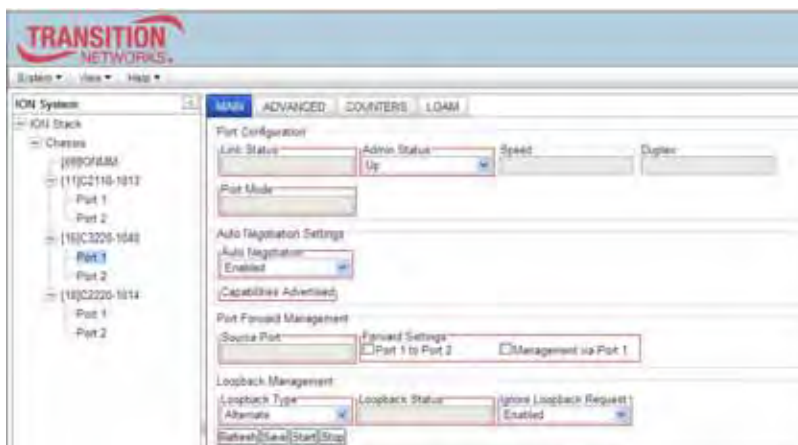 TRANSITION
NETWORKS®
System View Help
ION System
ION Stack
Chassis
[11]C2110-1013
Port 1
Port 2
[16]C3220-1040
Port 1
Port 2
[18]C2220-1014
Port 1
Port 2
MAIN ADVANCED COUNTERS LOAM
Port Configuration
Link Status Admin Status Speed Duplex
Up
Port Mode
Auto Negotiation Settings
Auto Negotiation
Enabled
Capabilities Advertised
Port Forward Management
Source Port Forward Settings
Port 1 to Port 2 Management via Port 1
Loopback Management
Loopback Type Loopback Status Ignore Loopback Request
Alternate Enabled
Refresh Save Start Stop